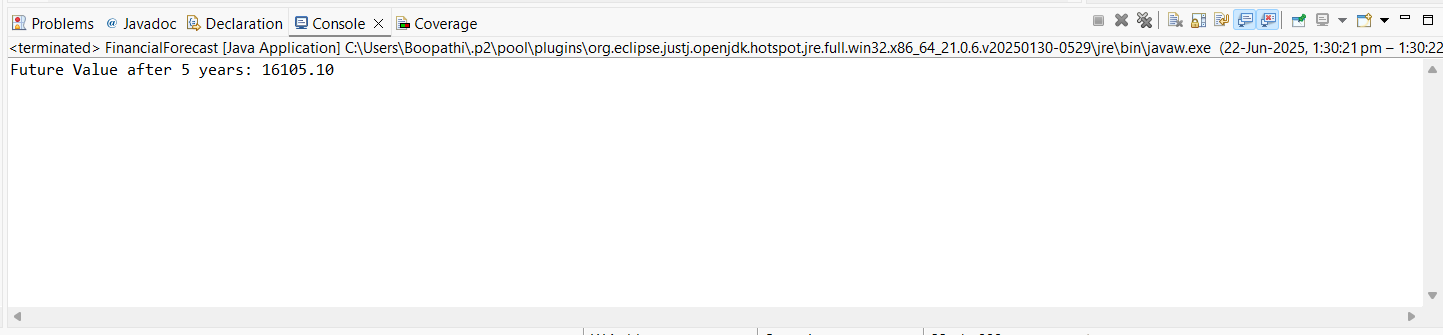 Problems @ Javadoc Declaration Console Coverage
<terminated> FinancialForecast [Java Application] C:\Users\Boopathi\.p2\pool\plugins\org.eclipse.justj.openjdk.hotspot.jre.full.win32.x86_64_21.0.6.v20250130-0529\jre\bin\javaw.exe (22-Jun-2025, 1:30:21 pm – 1:30:22
Future Value after 5 years: 16105.10